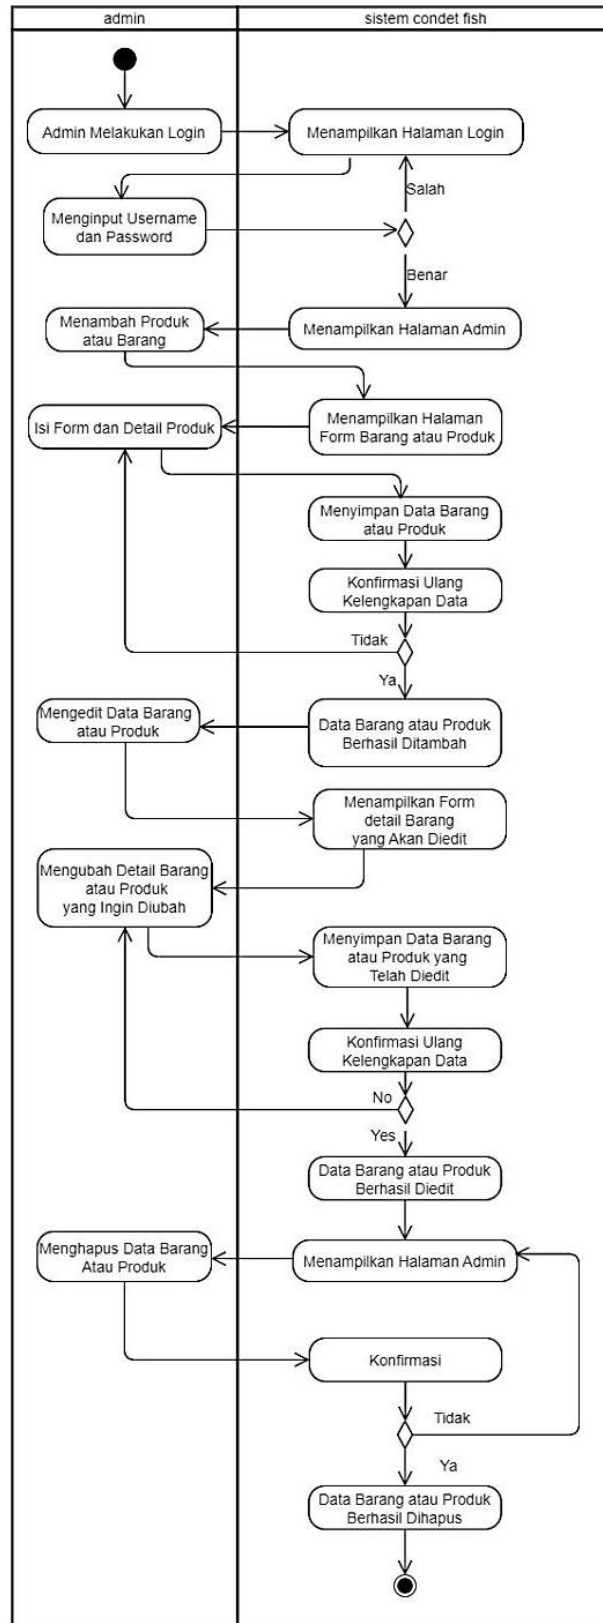 admin
sistem condet fish
Admin Melakukan Login
Menampilkan Halaman Login
Salah
Menginput Username
dan Password
Benar
Menambah Produk
atau Barang
Menampilkan Halaman Admin
Isi Form dan Detail Produk
Menampilkan Halaman
Form Barang atau Produk
Menyimpan Data Barang
atau Produk
Konfirmasi Ulang
Kelengkapan Data
Tidak
Ya
Mengedit Data Barang
atau Produk
Data Barang atau Produk
Berhasil Ditambah
Menampilkan Form
detail Barang
yang Akan Diedit
Mengubah Detail Barang
atau Produk
yang Ingin Diubah
Menyimpan Data Barang
atau Produk yang
Telah Diedit
Konfirmasi Ulang
Kelengkapan Data
No
Yes
Data Barang atau Produk
Berhasil Diedit
Menghapus Data Barang
Atau Produk
Menampilkan Halaman Admin
Konfirmasi
Tidak
Ya
Data Barang atau Produk
Berhasil Dihapus